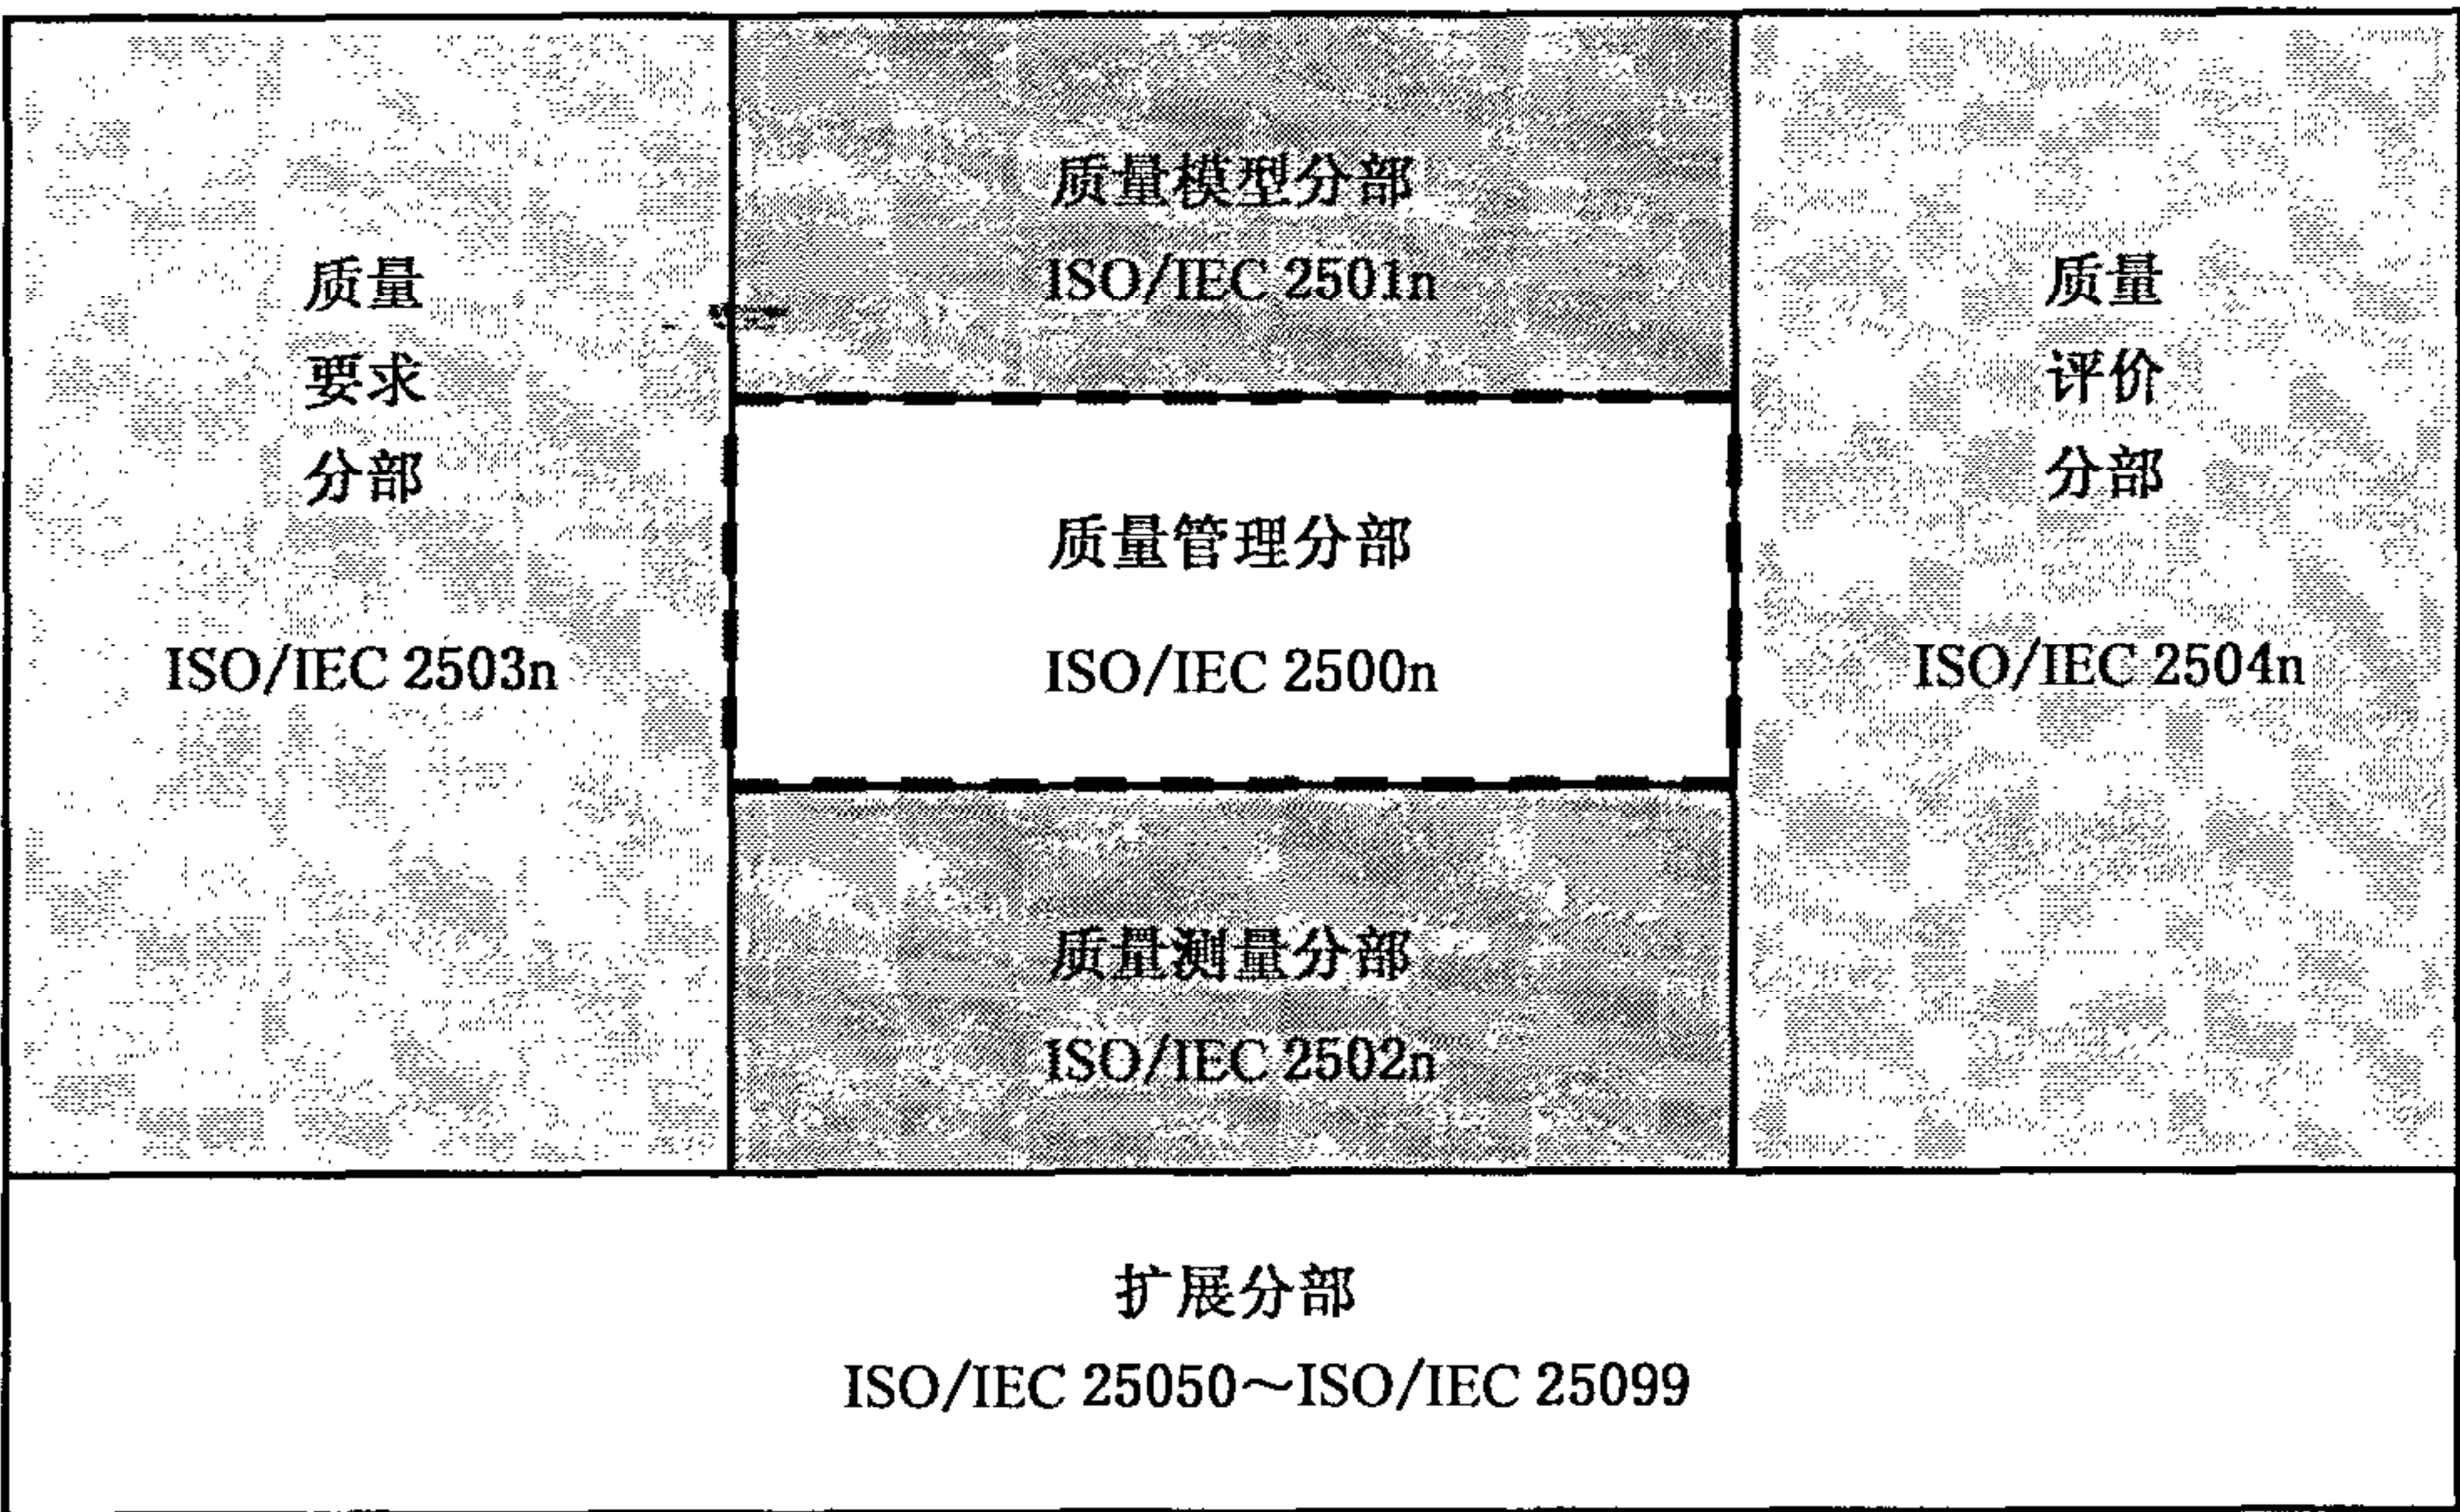 质量
要求
分部
ISO/IEC 2503n
质量模型分部
ISO/IEC 2501n
质量管理分部
ISO/IEC 2500n
质量测量分部
ISO/IEC 2502n
质量
评价
分部
ISO/IEC 2504n
扩展分部
ISO/IEC 25050～ISO/IEC 25099